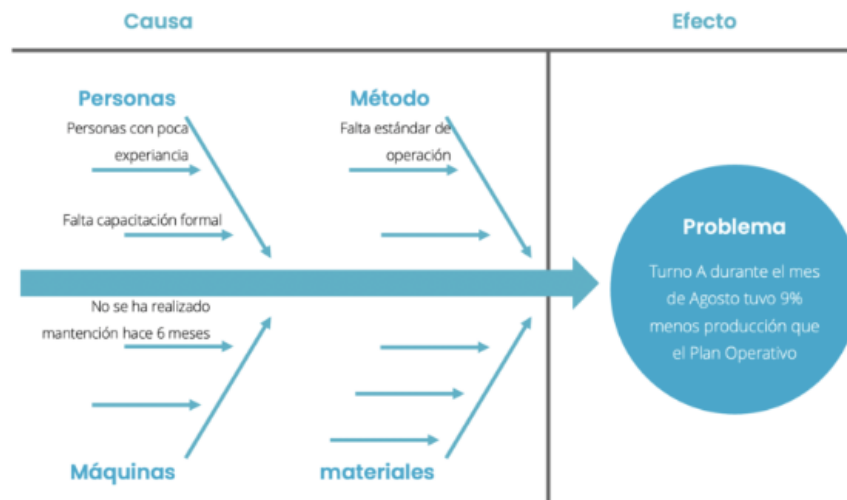 Causa
Efecto
Personas
Personas con poca
experiancia
Falta capacitación formal
Método
Falta estándar de
operación
No se ha realizado
mantención hace 6 meses
Máquinas
materiales
Problema
Turno A durante el mes
de Agosto tuvo 9%
menos producción que
el Plan Operativo